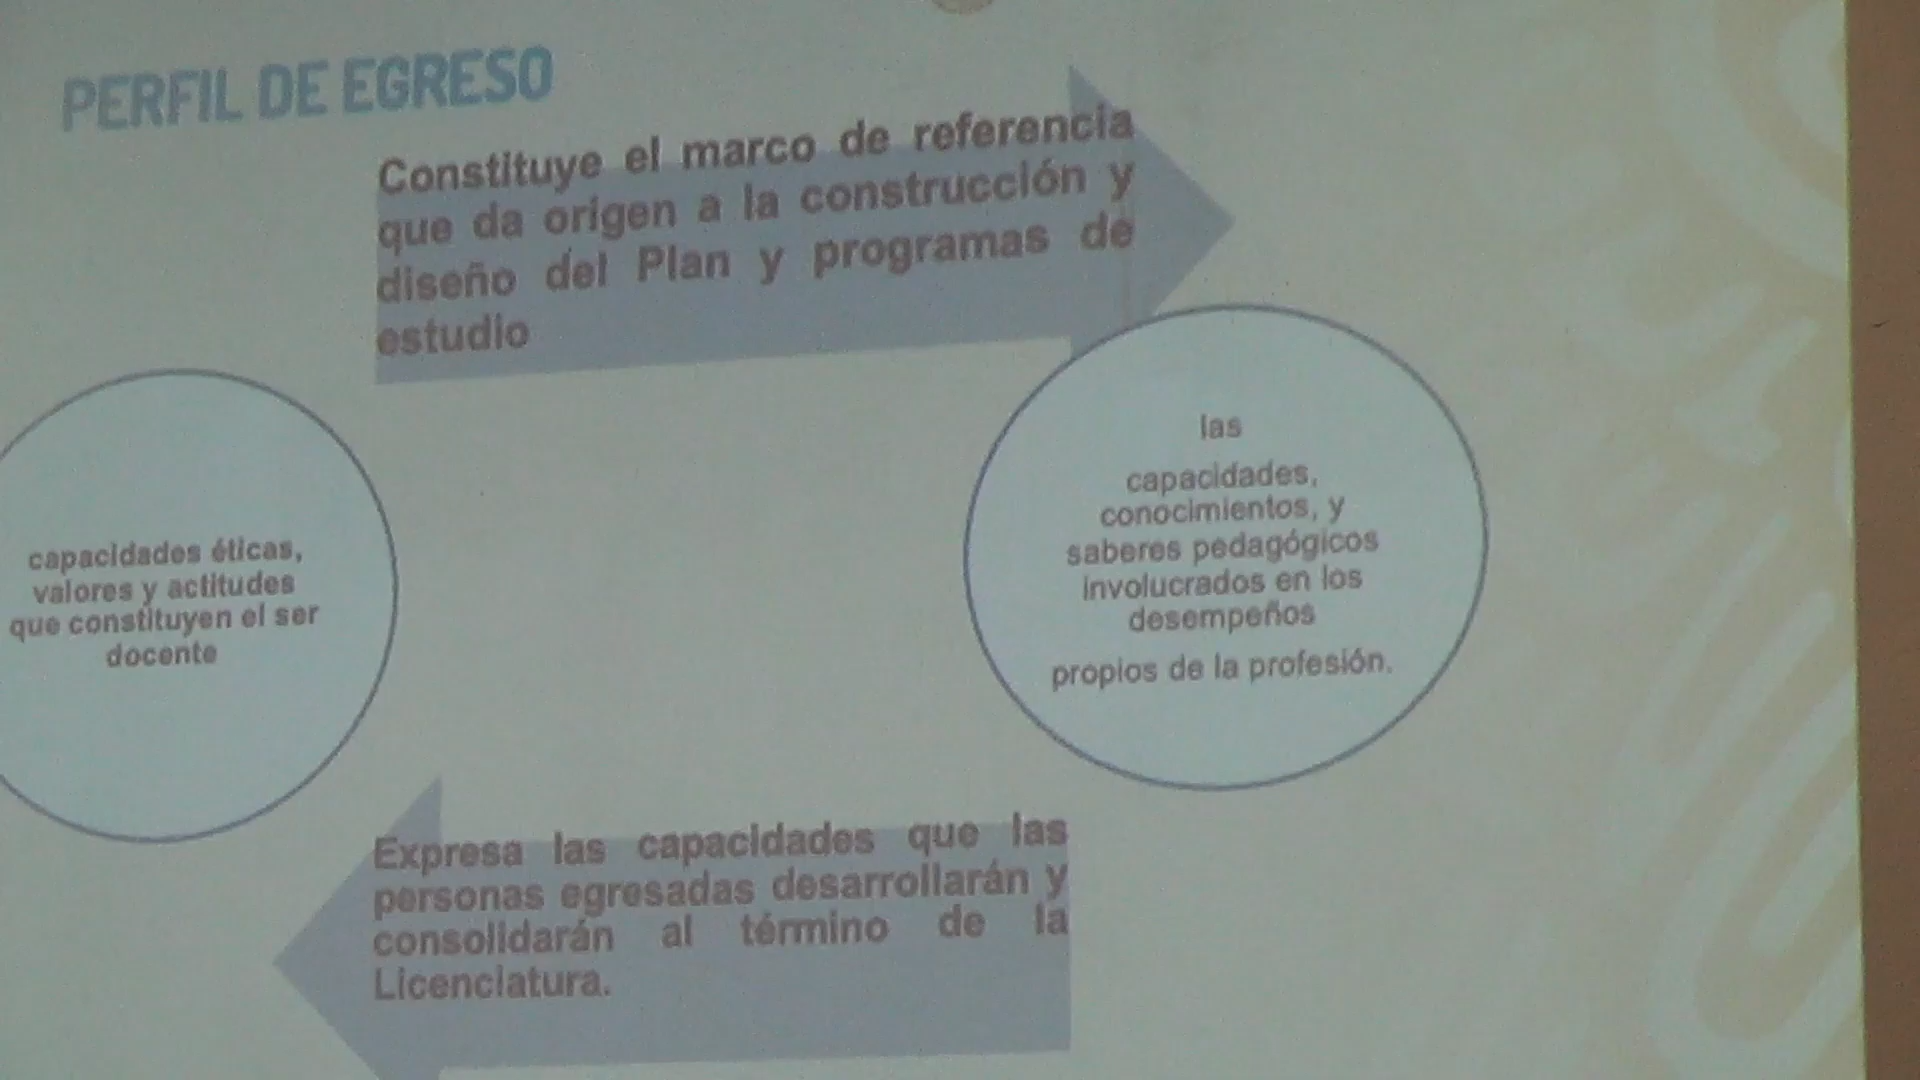 PERFIL DE EGRESO
Constituye el marco de referencia
que da origen a la construcción y
diseño del Plan y programas de
estudio
las
capacidades,
conocimientos, y
saberes pedagógicos
involucrados en los
desempeños
propios de la profesión.
capacidades éticas,
valores y actitudes
que constituyen el ser
docente
Expresa las capacidades que las
personas egresadas desarrollarán y
consolidarán al término de la
Licenciatura.